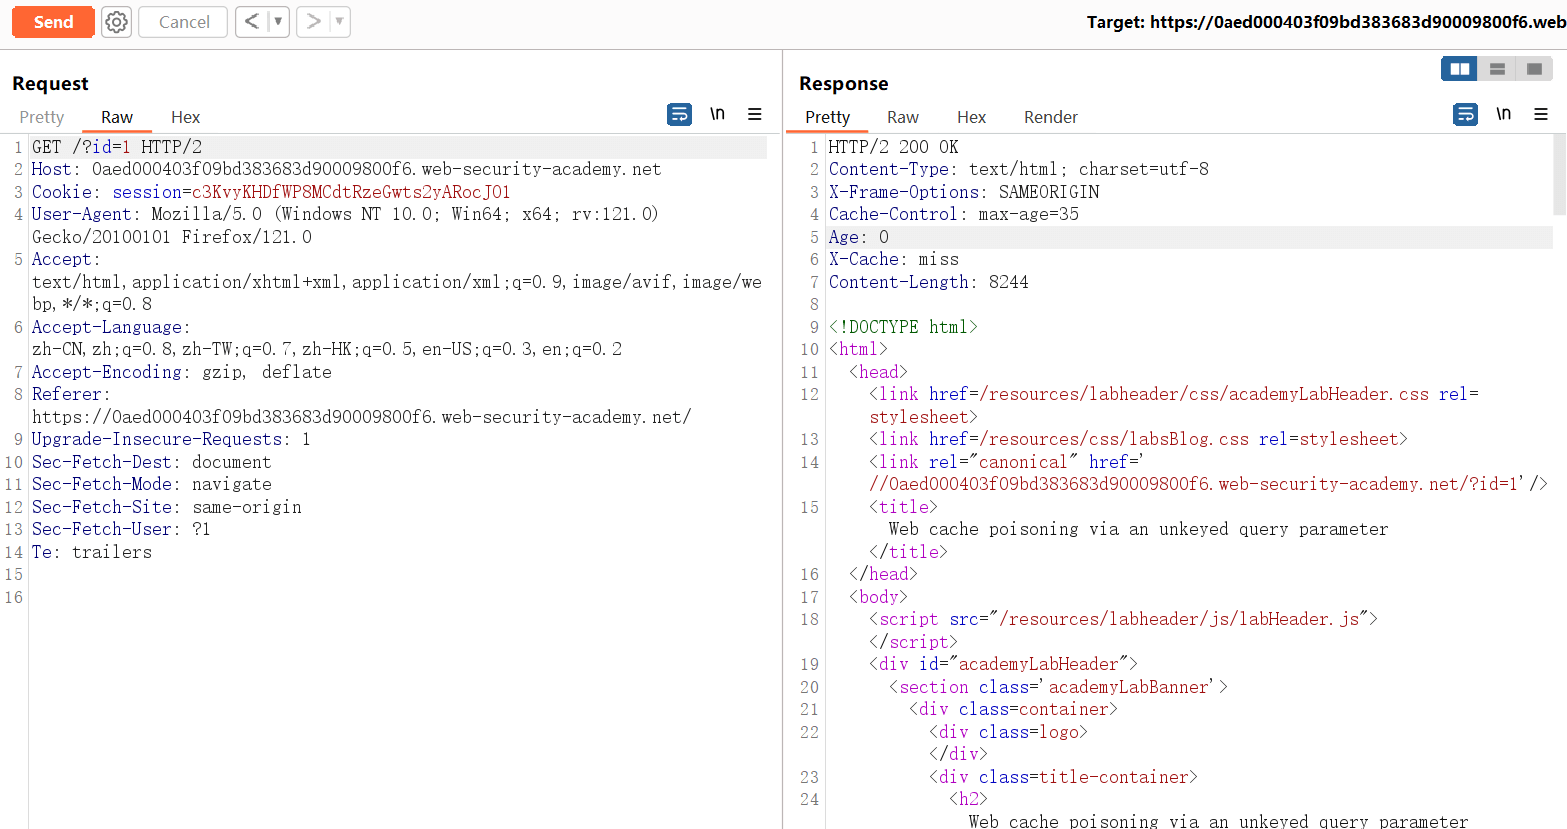 Send
Cancel
<
>
Target: https://0aed000403f09bd383683d90009800f6.web
Request
Pretty
Raw
Hex
\n
1 GET /?id=1 HTTP/2
2 Host: 0aed000403f09bd383683d90009800f6.web-security-academy.net
3 Cookie: session=c3KvyKHDfWP8MCdtRzeGwts2yARocJ01
4 User-Agent: Mozilla/5.0 (Windows NT 10.0; Win64; x64; rv:121.0)
Gecko/20100101 Firefox/121.0
5 Accept:
text/html,application/xhtml+xml,application/xml;q=0.9,image/avif,image/we
bp,*/*;q=0.8
6 Accept-Language:
zh-CN,zh;q=0.8,zh-TW;q=0.7,zh-HK;q=0.5,en-US;q=0.3,en;q=0.2
7 Accept-Encoding: gzip, deflate
8 Referer:
https://0aed000403f09bd383683d90009800f6.web-security-academy.net/
9 Upgrade-Insecure-Requests: 1
10 Sec-Fetch-Dest: document
11 Sec-Fetch-Mode: navigate
12 Sec-Fetch-Site: same-origin
13 Sec-Fetch-User: ?1
14 Te: trailers
15
16
Response
Pretty
Raw
Hex
Render
\n
1 HTTP/2 200 OK
2 Content-Type: text/html; charset=utf-8
3 X-Frame-Options: SAMEORIGIN
4 Cache-Control: max-age=35
5 Age: 0
6 X-Cache: miss
7 Content-Length: 8244
8
9 <!DOCTYPE html>
10 <html>
11 <head>
12 <link href=/resources/labheader/css/academyLabHeader.css rel=
stylesheet>
13 <link href=/resources/css/labsBlog.css rel=stylesheet>
14 <link rel="canonical" href='
//0aed000403f09bd383683d90009800f6.web-security-academy.net/?id=1'/>
15 <title>
Web cache poisoning via an unkeyed query parameter
</title>
16 </head>
17 <body>
18 <script src="/resources/labheader/js/labHeader.js">
</script>
19 <div id="academyLabHeader">
20 <section class='academyLabBanner'>
21 <div class=container>
22 <div class=logo>
</div>
23 <div class=title-container>
24 <h2>
Web cache poisoning via an unkeyed query parameter